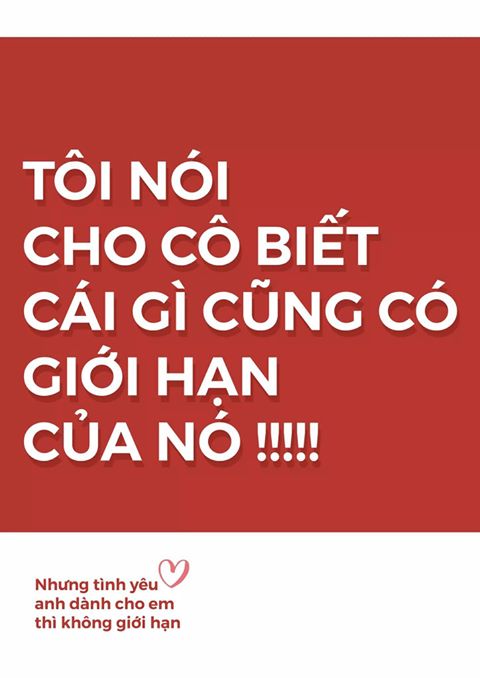 TÔI NÓI
CHO CÔ BIẾT
CÁI GÌ CŨNG CÓ
GIỚI HẠN
CỦA NÓ !!!!!
Nhưng tình yêu
anh dành cho em
thì không giới hạn